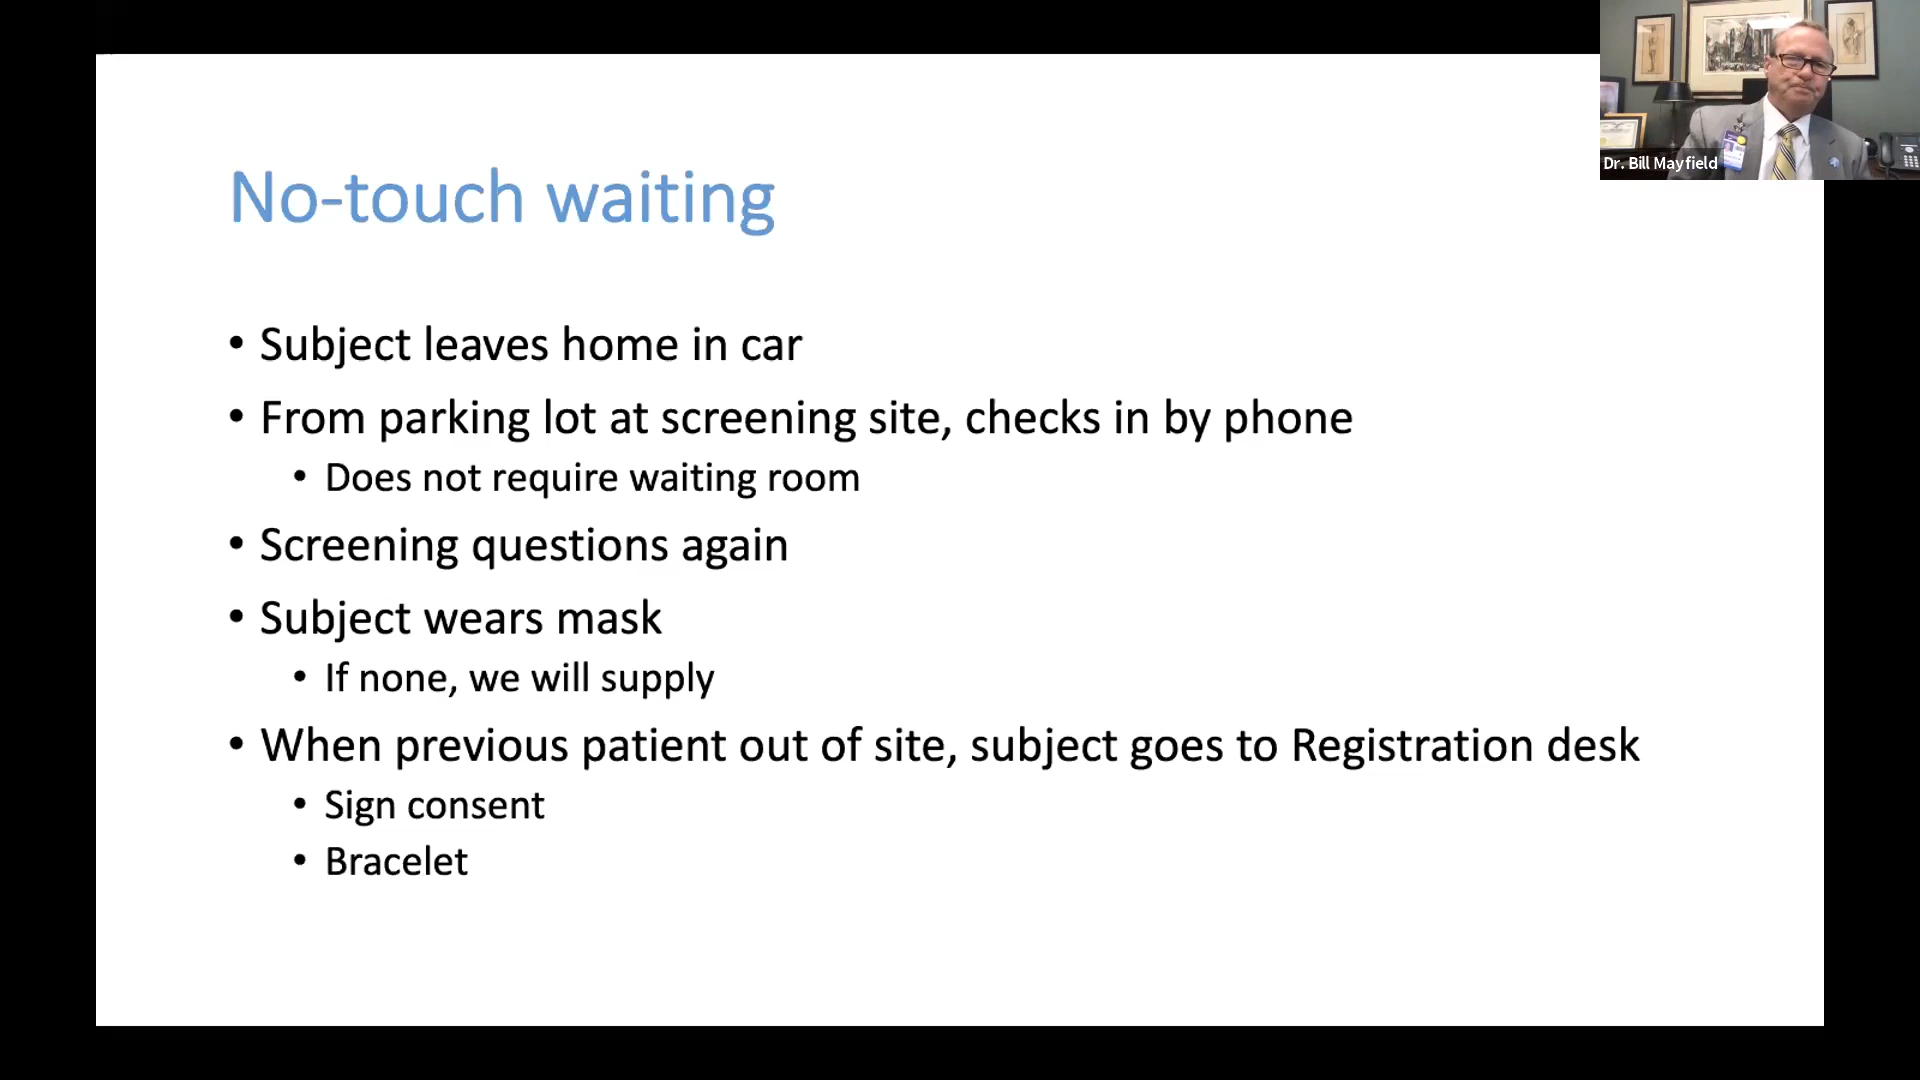 Dr. Bill Mayfield
No-touch waiting
• Subject leaves home in car
• From parking lot at screening site, checks in by phone
• Does not require waiting room
• Screening questions again
• Subject wears mask
• If none, we will supply
• When previous patient out of site, subject goes to Registration desk
• Sign consent
• Bracelet